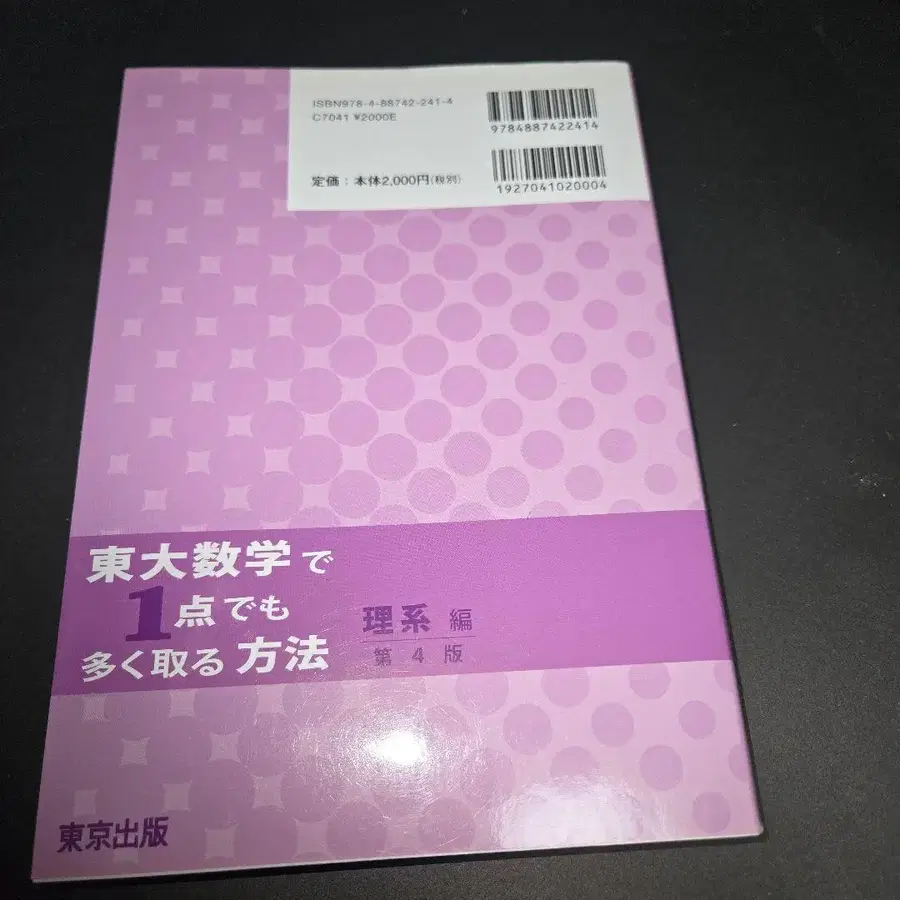 ISBN978-4-88742-241-4
C7041 ¥2000E
定価：本体2,000円(税別)
9784887422414
1927041020004
東大数学で
1点でも
多く取る方法
理系編
第4版
東京出版